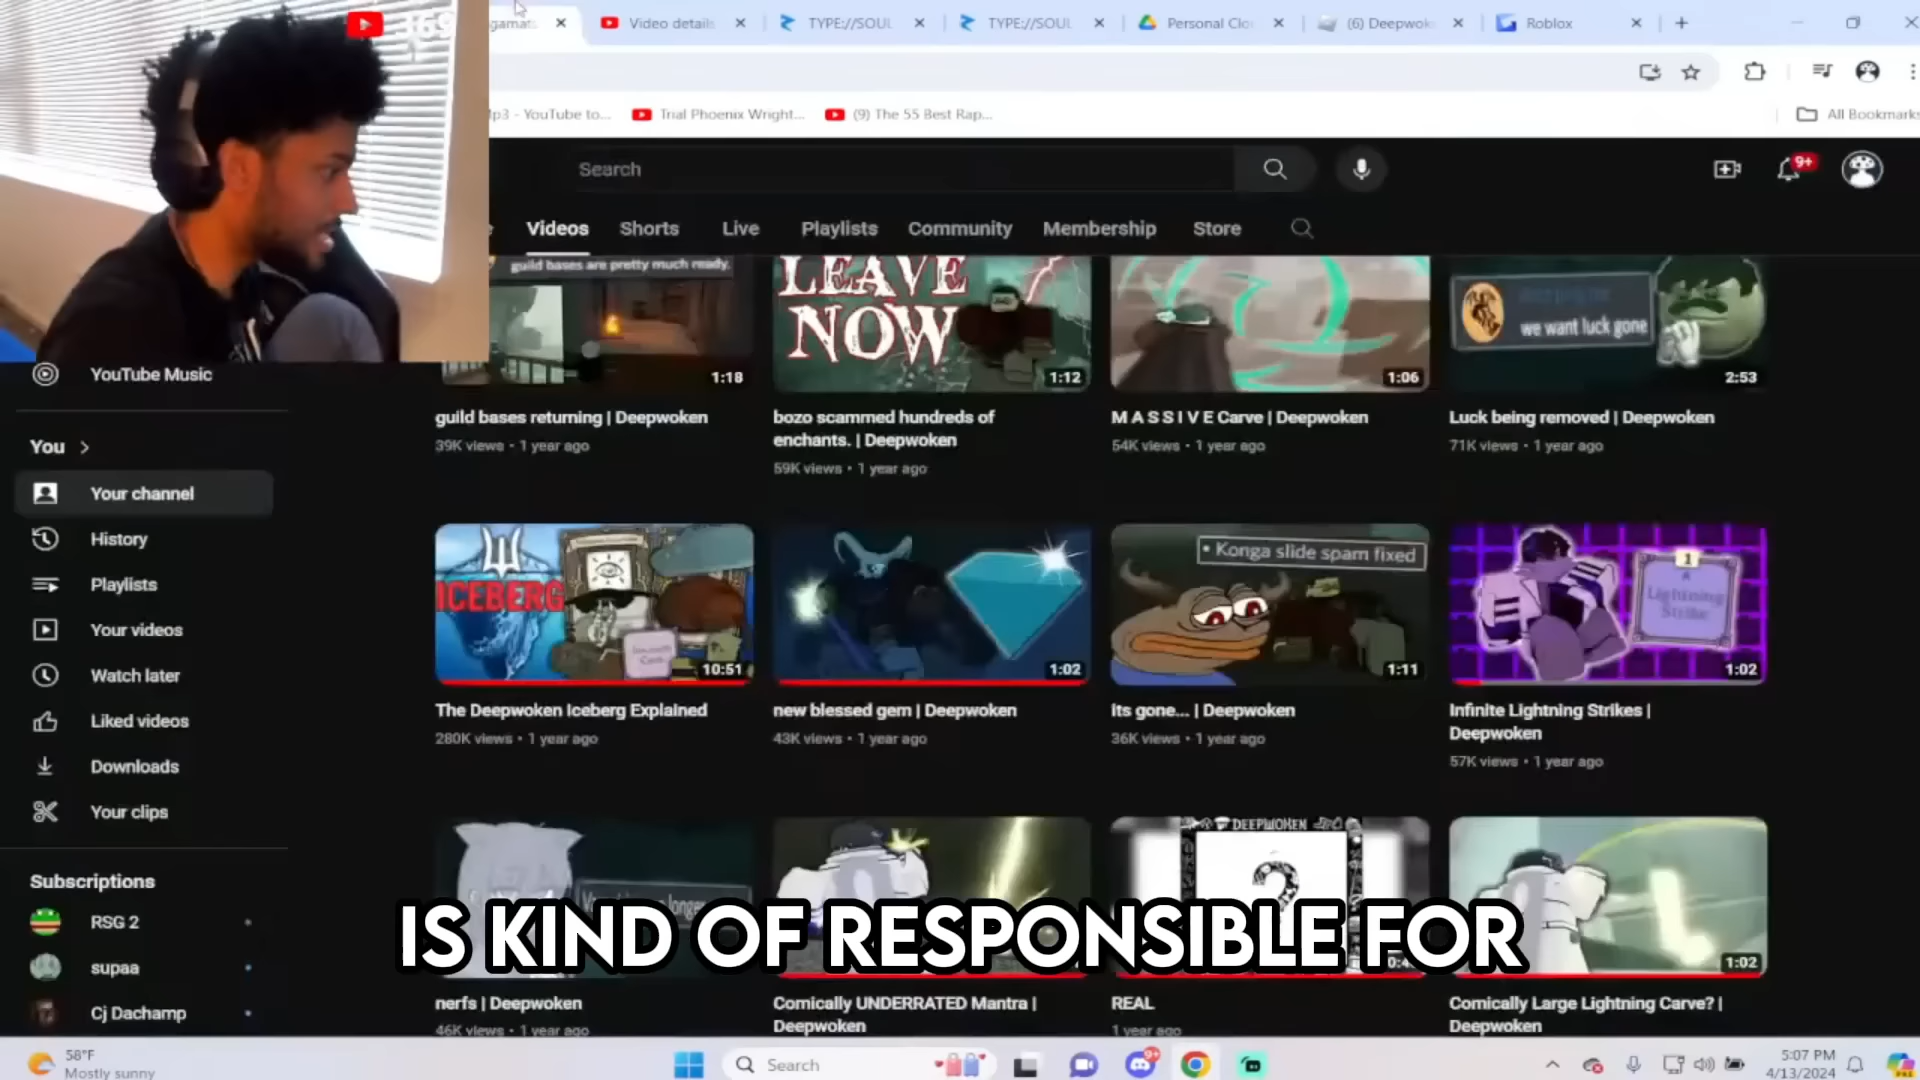 369
gamats
Video details
TYPE://SOUL
TYPE://SOUL
Personal Clo
(6) Deepwok
Roblox
Mp3 - YouTube to...
Trial Phoenix Wright...
(9) The 55 Best Rap...
All Bookmarks
Search
9+
Videos
Shorts
Live
Playlists
Community
Membership
Store
guild bases are pretty much ready.
1:18
LEAVE
NOW
1:12
1:06
we want luck gone
2:53
guild bases returning | Deepwoken
39K views • 1 year ago
bozo scammed hundreds of
enchants. | Deepwoken
59K views • 1 year ago
M A S S I V E Carve | Deepwoken
54K views • 1 year ago
Luck being removed | Deepwoken
71K views • 1 year ago
YouTube Music
You
Your channel
History
Playlists
Your videos
Watch later
Liked videos
Downloads
Your clips
Subscriptions
RSG 2
supaa
Cj Dachamp
ICEBERG
10:51
1:02
• Konga slide spam fixed
1:11
1
Lightning
Strike
1:02
The Deepwoken Iceberg Explained
280K views • 1 year ago
new blessed gem | Deepwoken
43K views • 1 year ago
its gone... | Deepwoken
36K views • 1 year ago
Infinite Lightning Strikes |
Deepwoken
57K views • 1 year ago
longer
DEEPWOKEN
?
0:4
1:02
IS KIND OF RESPONSIBLE FOR
nerfs | Deepwoken
46K views • 1 year ago
Comically UNDERRATED Mantra |
Deepwoken
REAL
1 year ago
Comically Large Lightning Carve? |
Deepwoken
58°F
Mostly sunny
Search
9+
5:07 PM
4/13/2024